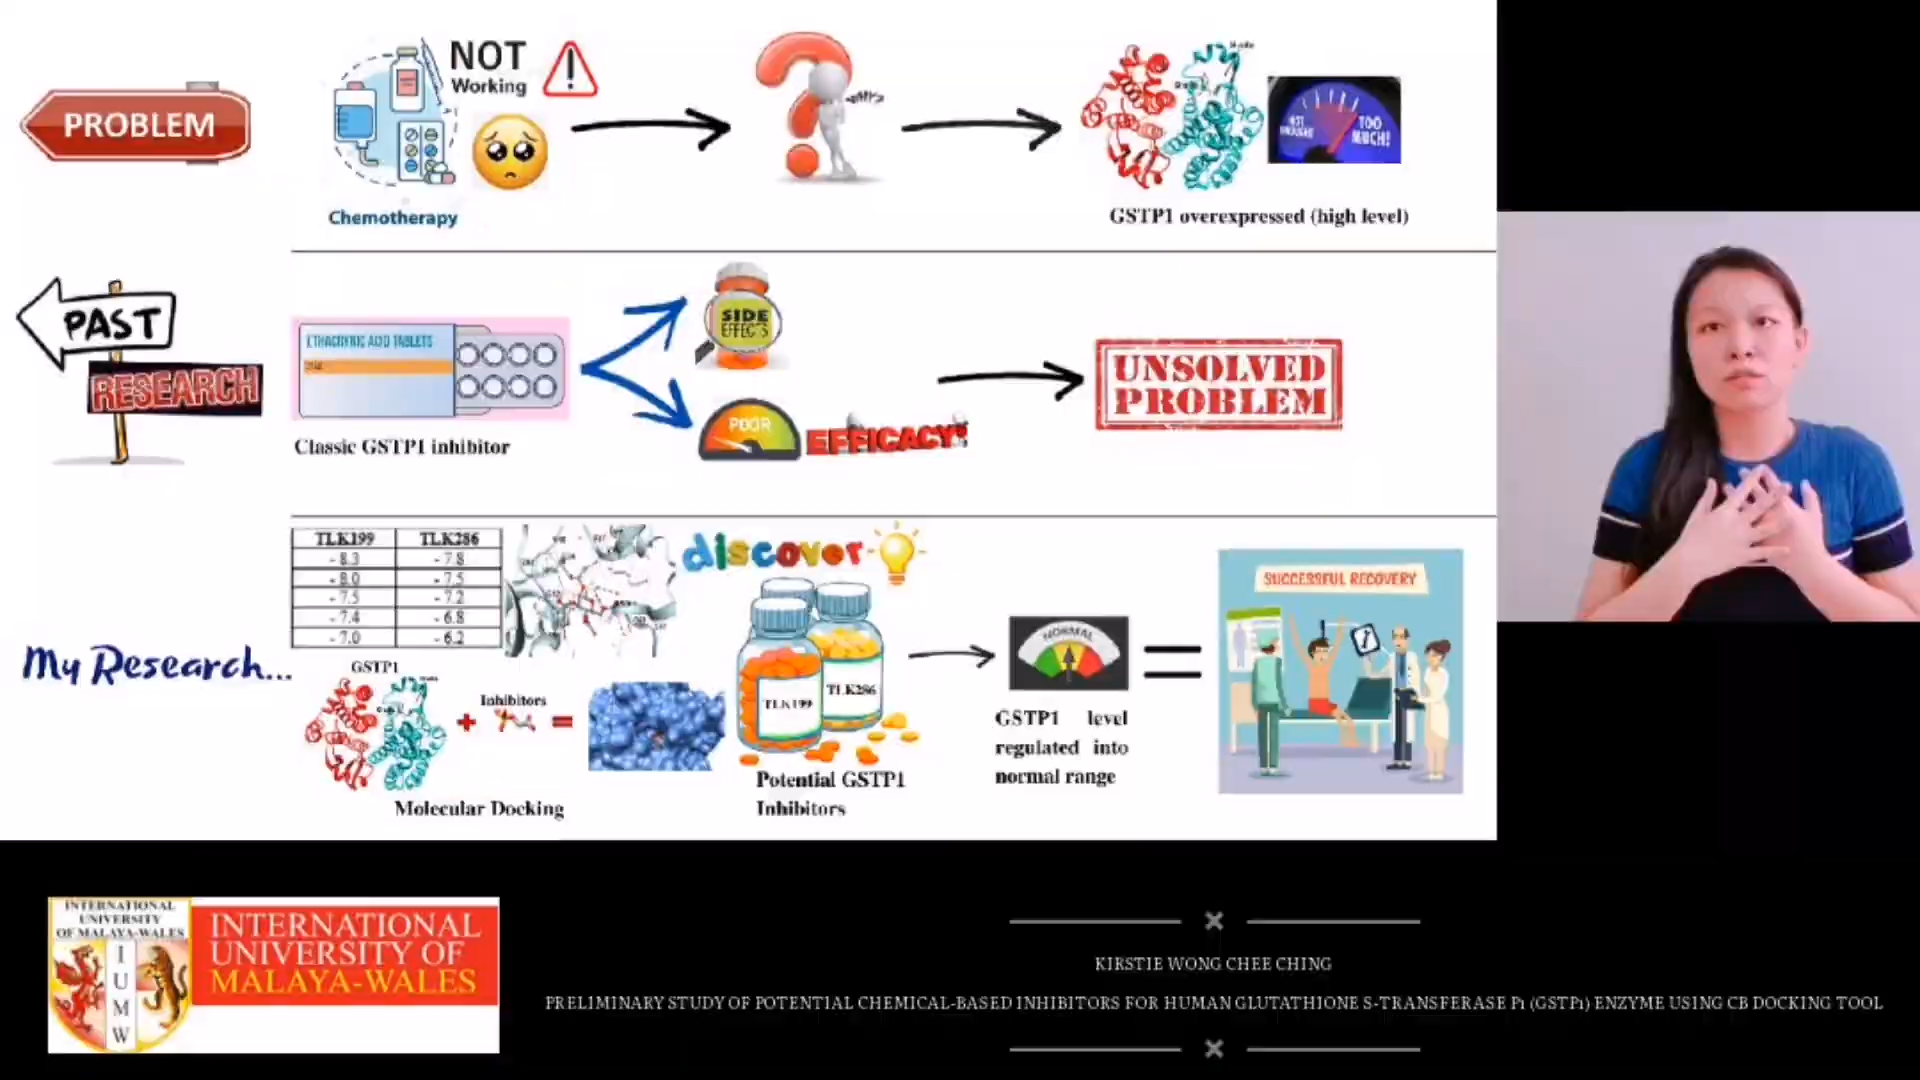 PROBLEM
NOT
Working
Chemotherapy
WHY?
NOT ENOUGH
TOO
MUCH!
GSTP1 overexpressed (high level)
PAST
RESEARCH
ETHACRYNIC ACID TABLETS
Classic GSTP1 inhibitor
SIDE
EFFECTS
POOR
EFFICACY
UNSOLVED
PROBLEM
My Research...
TLK199 TLK286
- 8.3 - 7.8
- 8.0 - 7.5
- 7.5 - 7.2
- 7.4 - 6.8
- 7.0 - 6.2
GSTP1
Inhibitors
Molecular Docking
discover
TLK199
TLK286
Potential GSTP1
Inhibitors
NORMAL
GSTP1 level
regulated into
normal range
SUCCESSFUL RECOVERY
INTERNATIONAL
UNIVERSITY
OF MALAYA-WALES
I
U
M
W
INTERNATIONAL
UNIVERSITY OF
MALAYA-WALES
KIRSTIE WONG CHEE CHING
PRELIMINARY STUDY OF POTENTIAL CHEMICAL-BASED INHIBITORS FOR HUMAN GLUTATHIONE S-TRANSFERASE P1 (GSTP1) ENZYME USING CB DOCKING TOOL